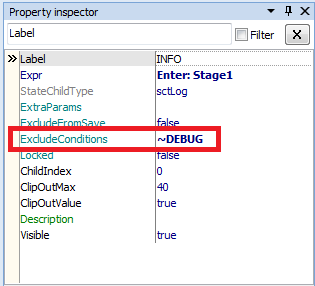 Property inspector
Label
Filter
X
Label INFO
Expr Enter: Stage1
StateChildType sctLog
ExtraParams
ExcludeFromSave false
ExcludeConditions ~DEBUG
Locked false
ChildIndex 0
ClipOutMax 40
ClipOutValue true
Description
Visible true